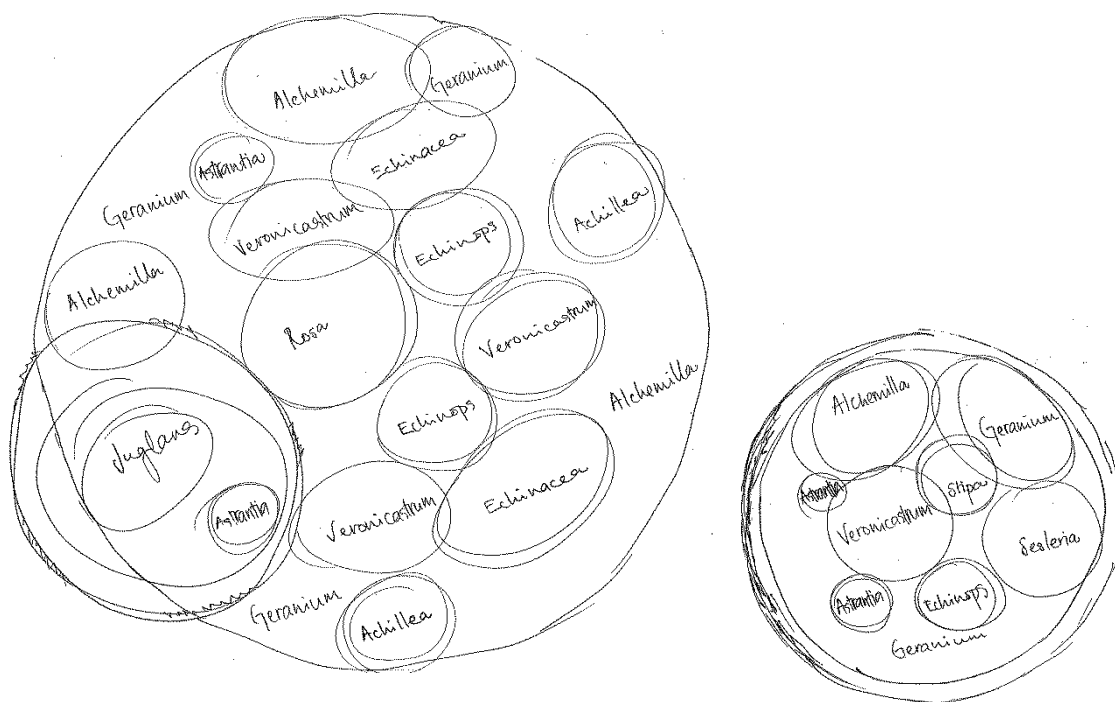 Alchemilla
Geranium
Astrantia
Echinacea
Geranium
Veronicastrum
Echinops
Achillea
Alchemilla
Rosa
Veronicastrum
Alchemilla
Echinops
Juglans
Astrantia
Veronicastrum
Echinacea
Geranium
Achillea
Alchemilla
Geranium
Astrantia
Stipa
Veronicastrum
Sesleria
Astrantia
Echinops
Geranium